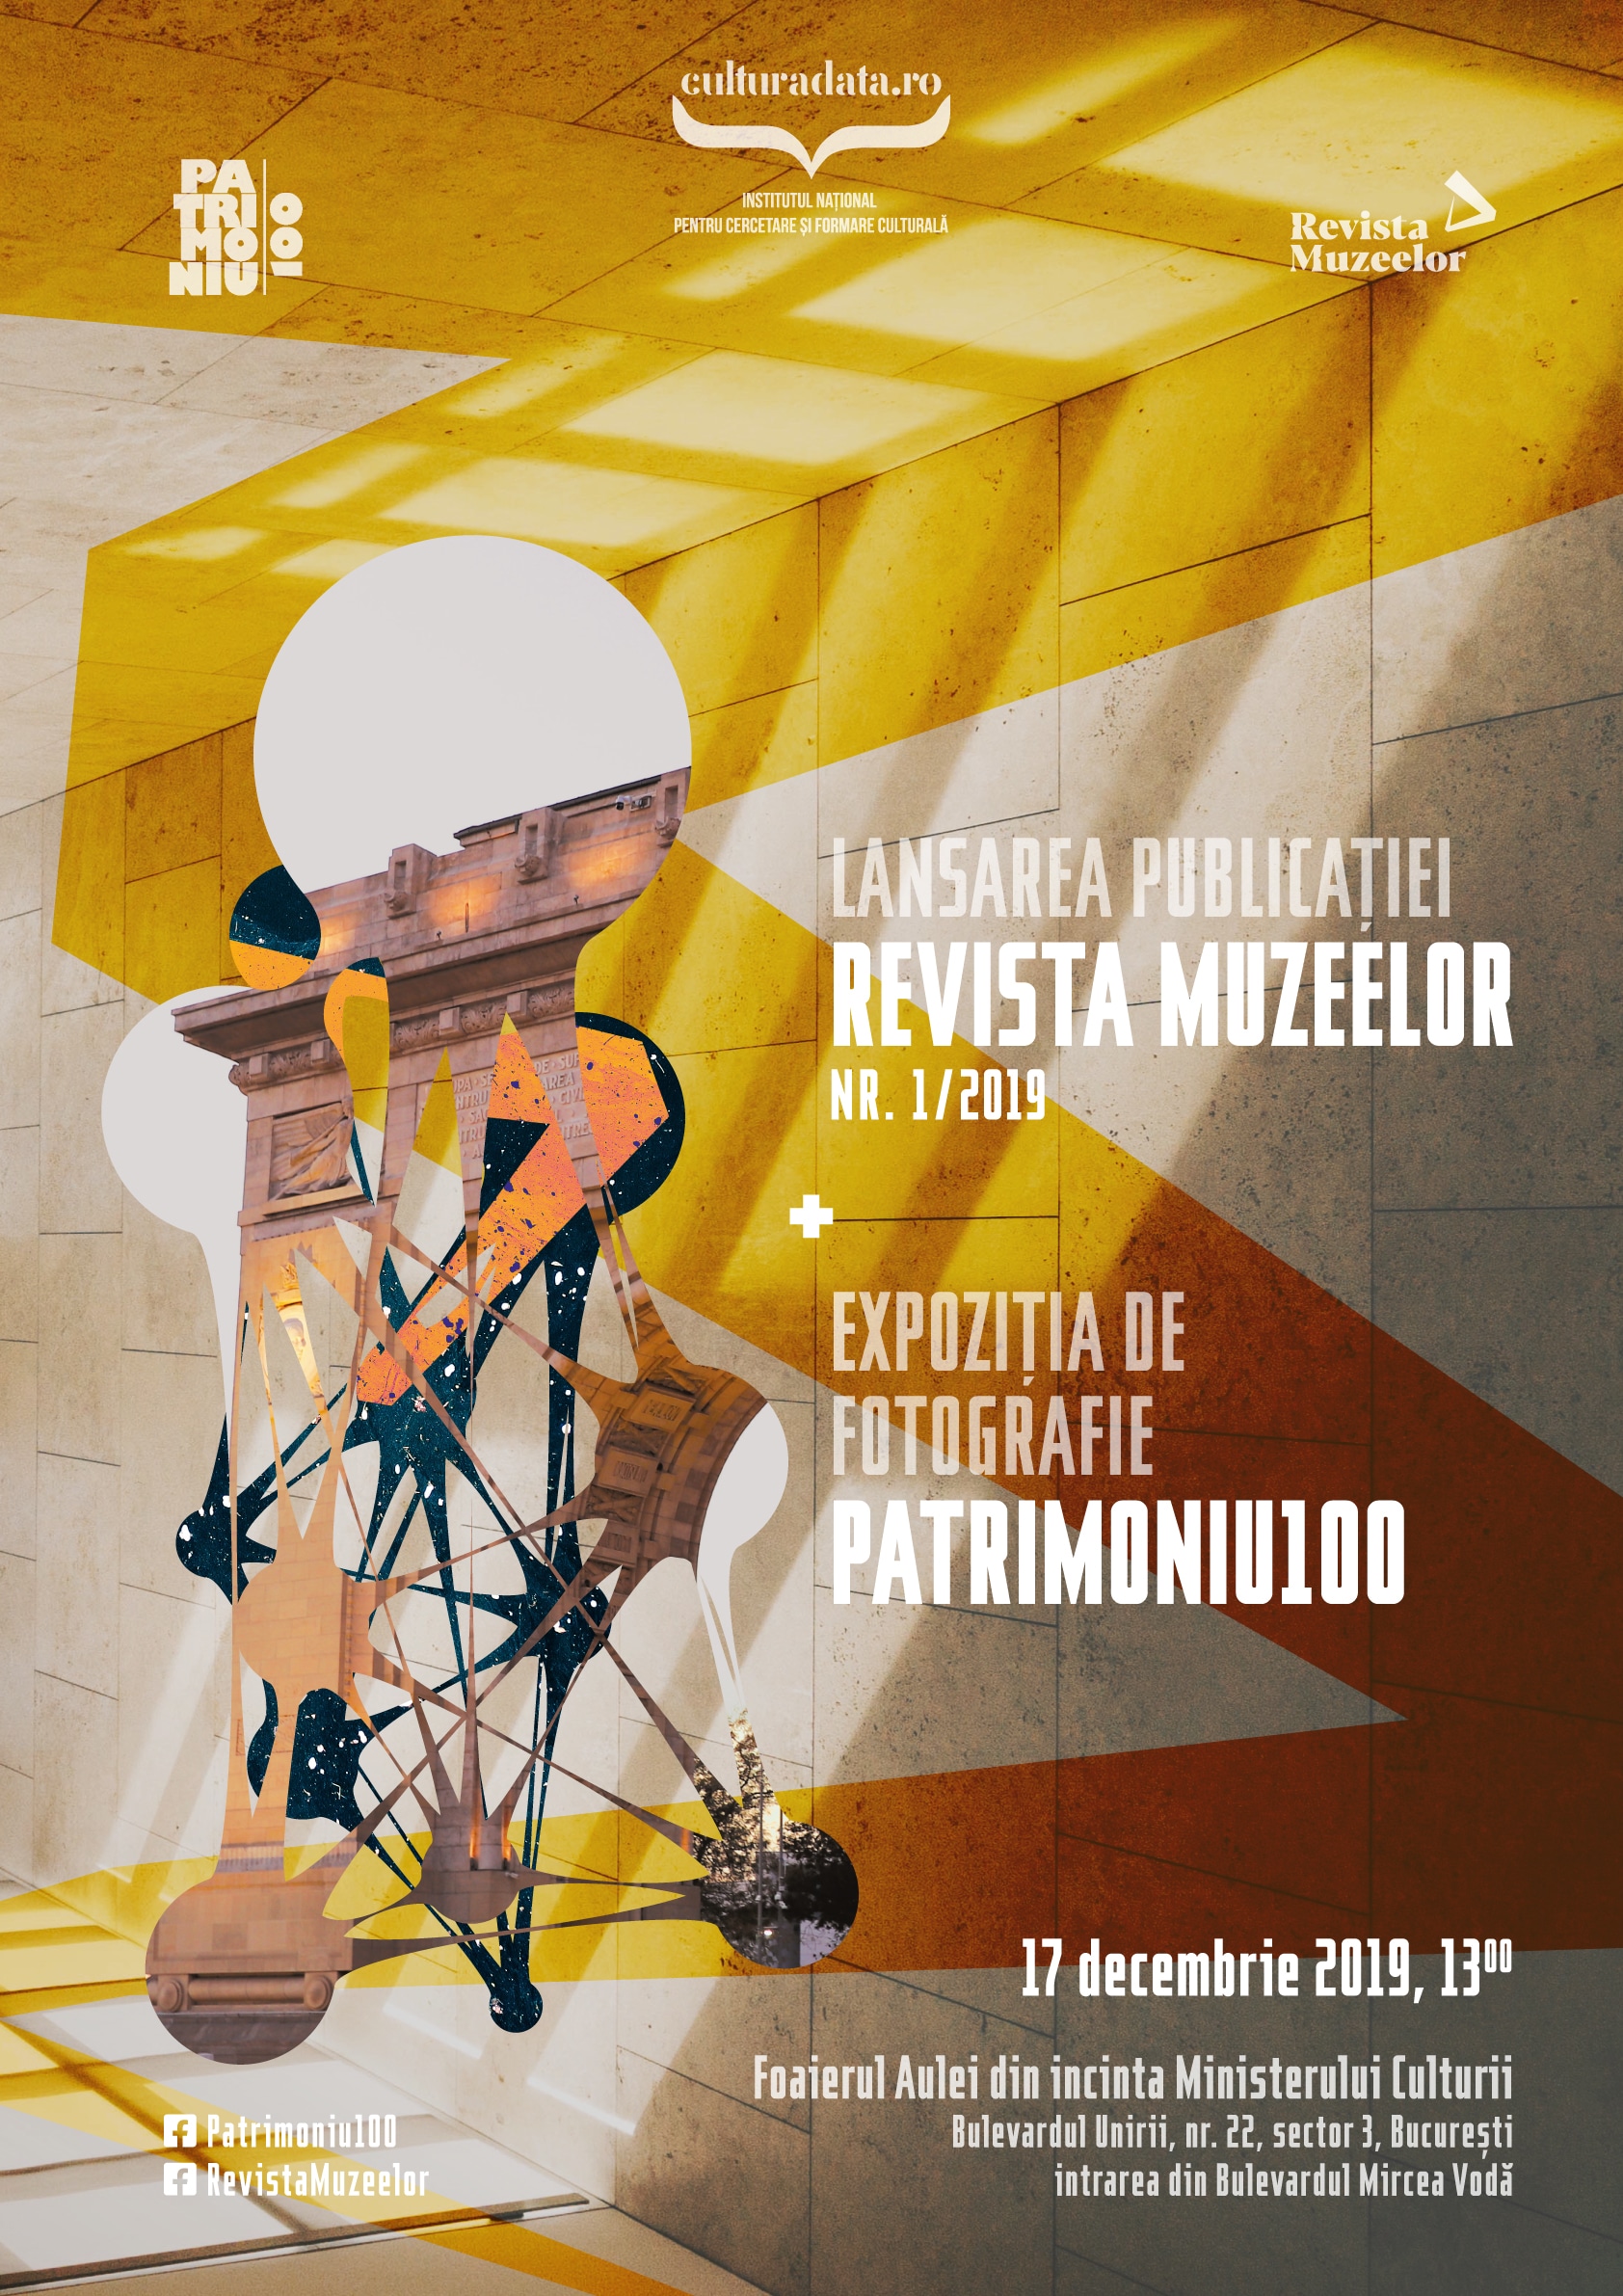 culturadata.ro
INSTITUTUL NAȚIONAL
PENTRU CERCETARE ȘI FORMARE CULTURALĂ
PA
TRI
MO
NIU
100
Revista
Muzeelor
LANSAREA PUBLICAȚIEI
REVISTA MUZEELOR
NR. 1/2019
+
EXPOZIȚIA DE
FOTOGRAFIE
PATRIMONIU100
17 decembrie 2019, 13⁰⁰
Foaierul Aulei din incinta Ministerului Culturii
Bulevardul Unirii, nr. 22, sector 3, București
intrarea din Bulevardul Mircea Vodă
Patrimoniu100
RevistaMuzeelor